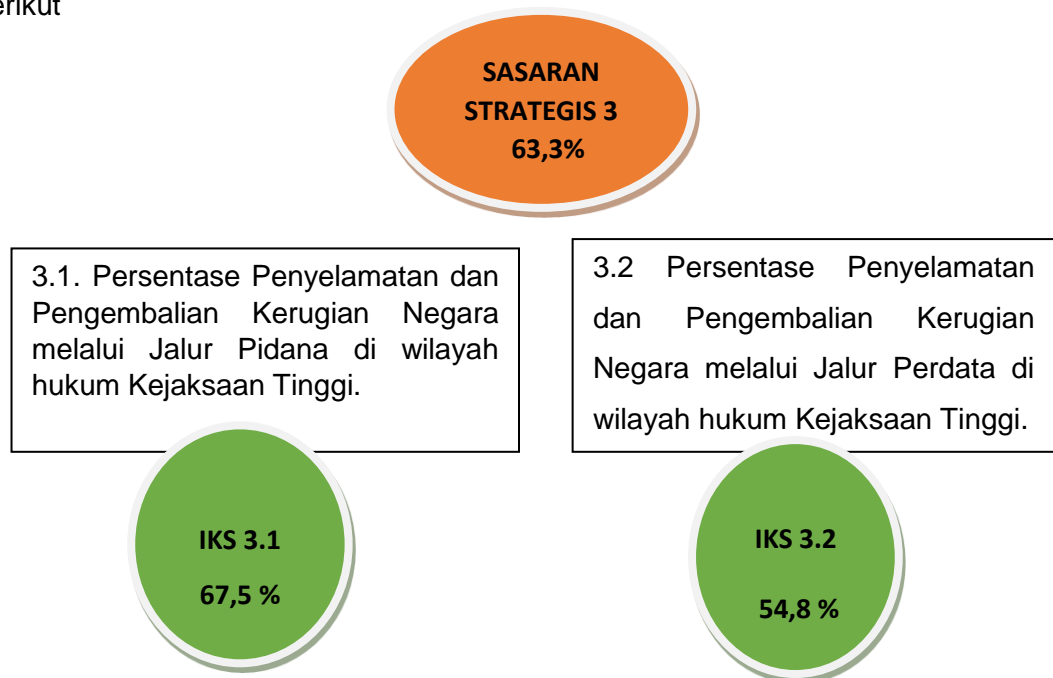 erikut
SASARAN
STRATEGIS 3
63,3%
3.1. Persentase Penyelamatan dan
Pengembalian Kerugian Negara
melalui Jalur Pidana di wilayah
hukum Kejaksaan Tinggi.
3.2 Persentase Penyelamatan
dan Pengembalian Kerugian
Negara melalui Jalur Perdata di
wilayah hukum Kejaksaan Tinggi.
IKS 3.1
67,5 %
IKS 3.2
54,8 %